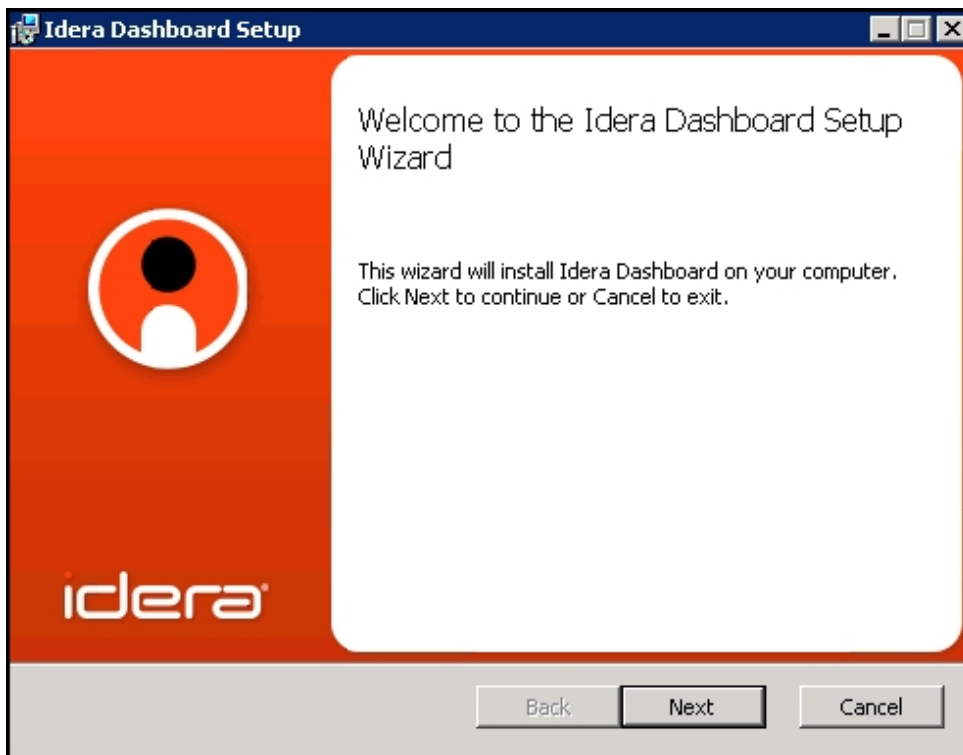 Idera Dashboard Setup
Welcome to the Idera Dashboard Setup
Wizard
This wizard will install Idera Dashboard on your computer.
Click Next to continue or Cancel to exit.
idera
Back
Next
Cancel